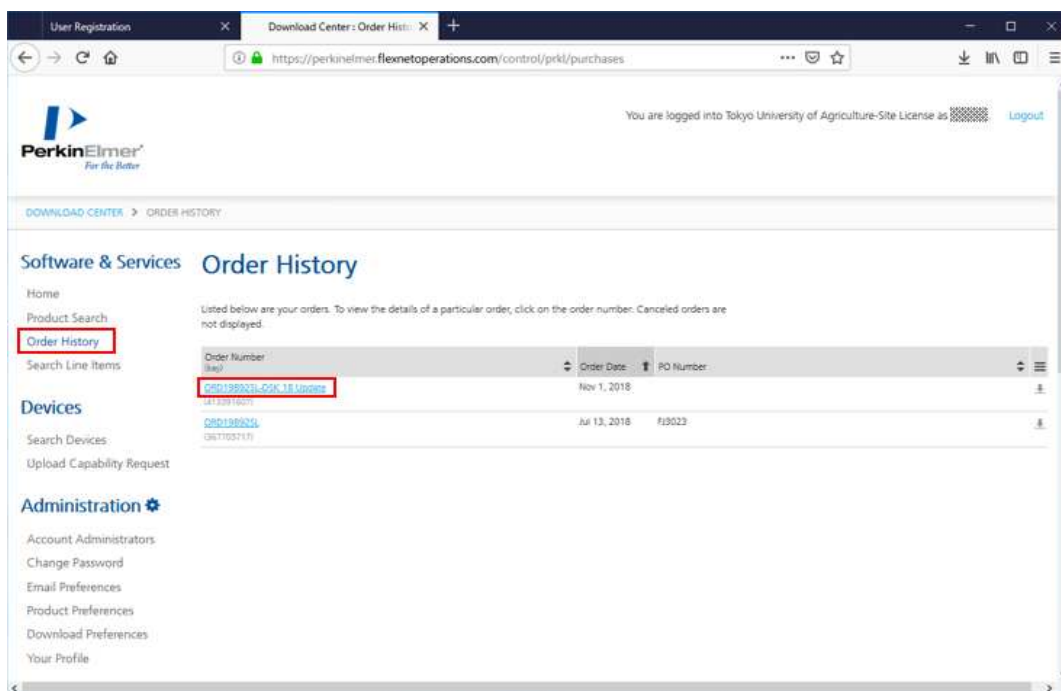 User Registration
Download Center : Order Histo
https://perkinelmer.flexnetoperations.com/control/prkl/purchases
You are logged into Tokyo University of Agriculture-Site License as
Logout
PerkinElmer
For the Better
DOWNLOAD CENTER > ORDER HISTORY
Software & Services
Home
Product Search
Order History
Search Line Items
Devices
Search Devices
Upload Capability Request
Administration
Account Administrators
Change Password
Email Preferences
Product Preferences
Download Preferences
Your Profile
Order History
Listed below are your orders. To view the details of a particular order, click on the order number. Canceled orders are
not displayed.
Order Number
(key)
Order Date
PO Number
Update
Nov 1, 2018
Jul 13, 2018